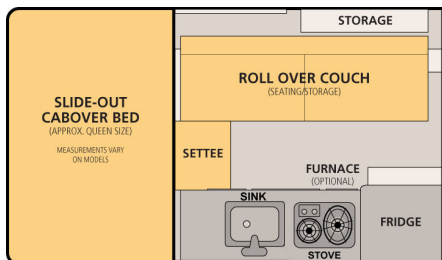 STORAGE
ROLL OVER COUCH
(SEATING/STORAGE)
SLIDE-OUT
CABOVER BED
(APPROX. QUEEN SIZE)
MEASUREMENTS VARY
ON MODELS
SETTEE
FURNACE
(OPTIONAL)
SINK
FRIDGE
STOVE